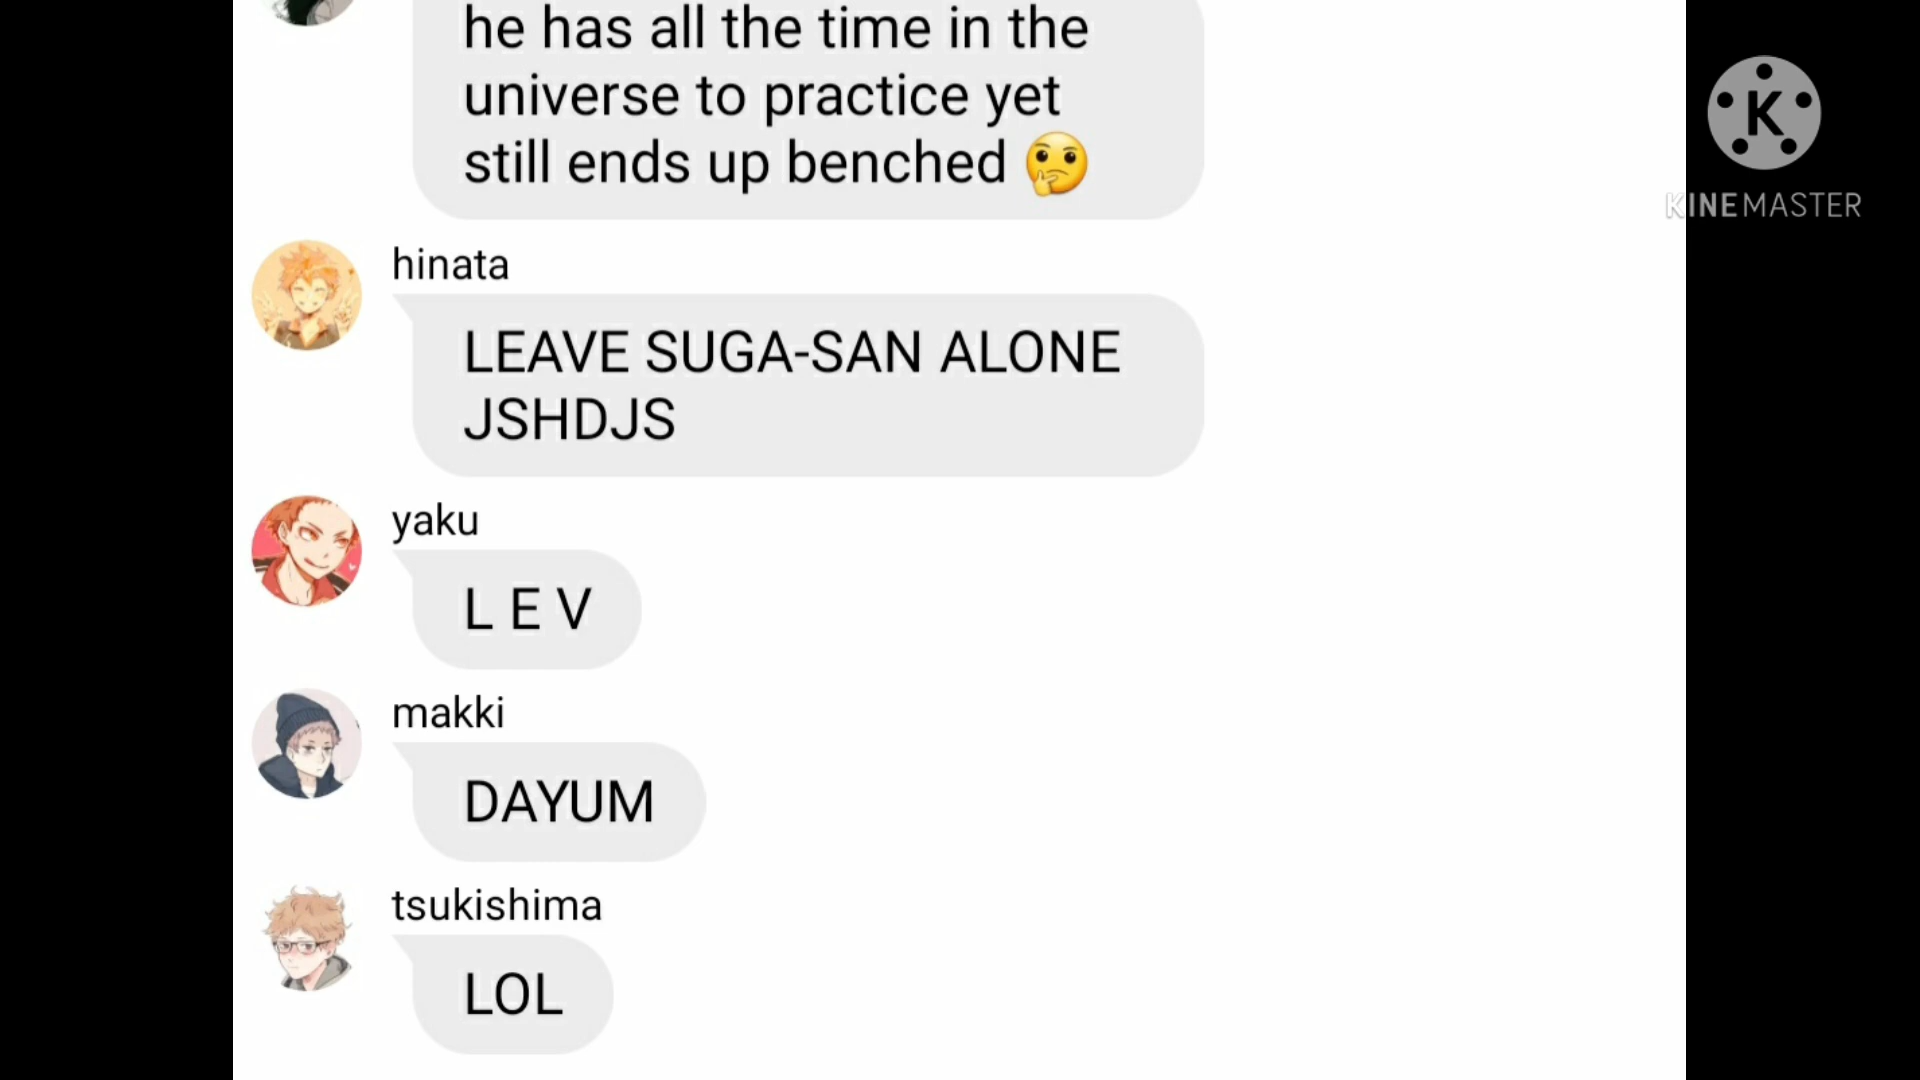 he has all the time in the
universe to practice yet
still ends up benched 🤔
hinata
LEAVE SUGA-SAN ALONE
JSHDJS
yaku
L E V
makki
DAYUM
tsukishima
LOL
K
KINEMASTER